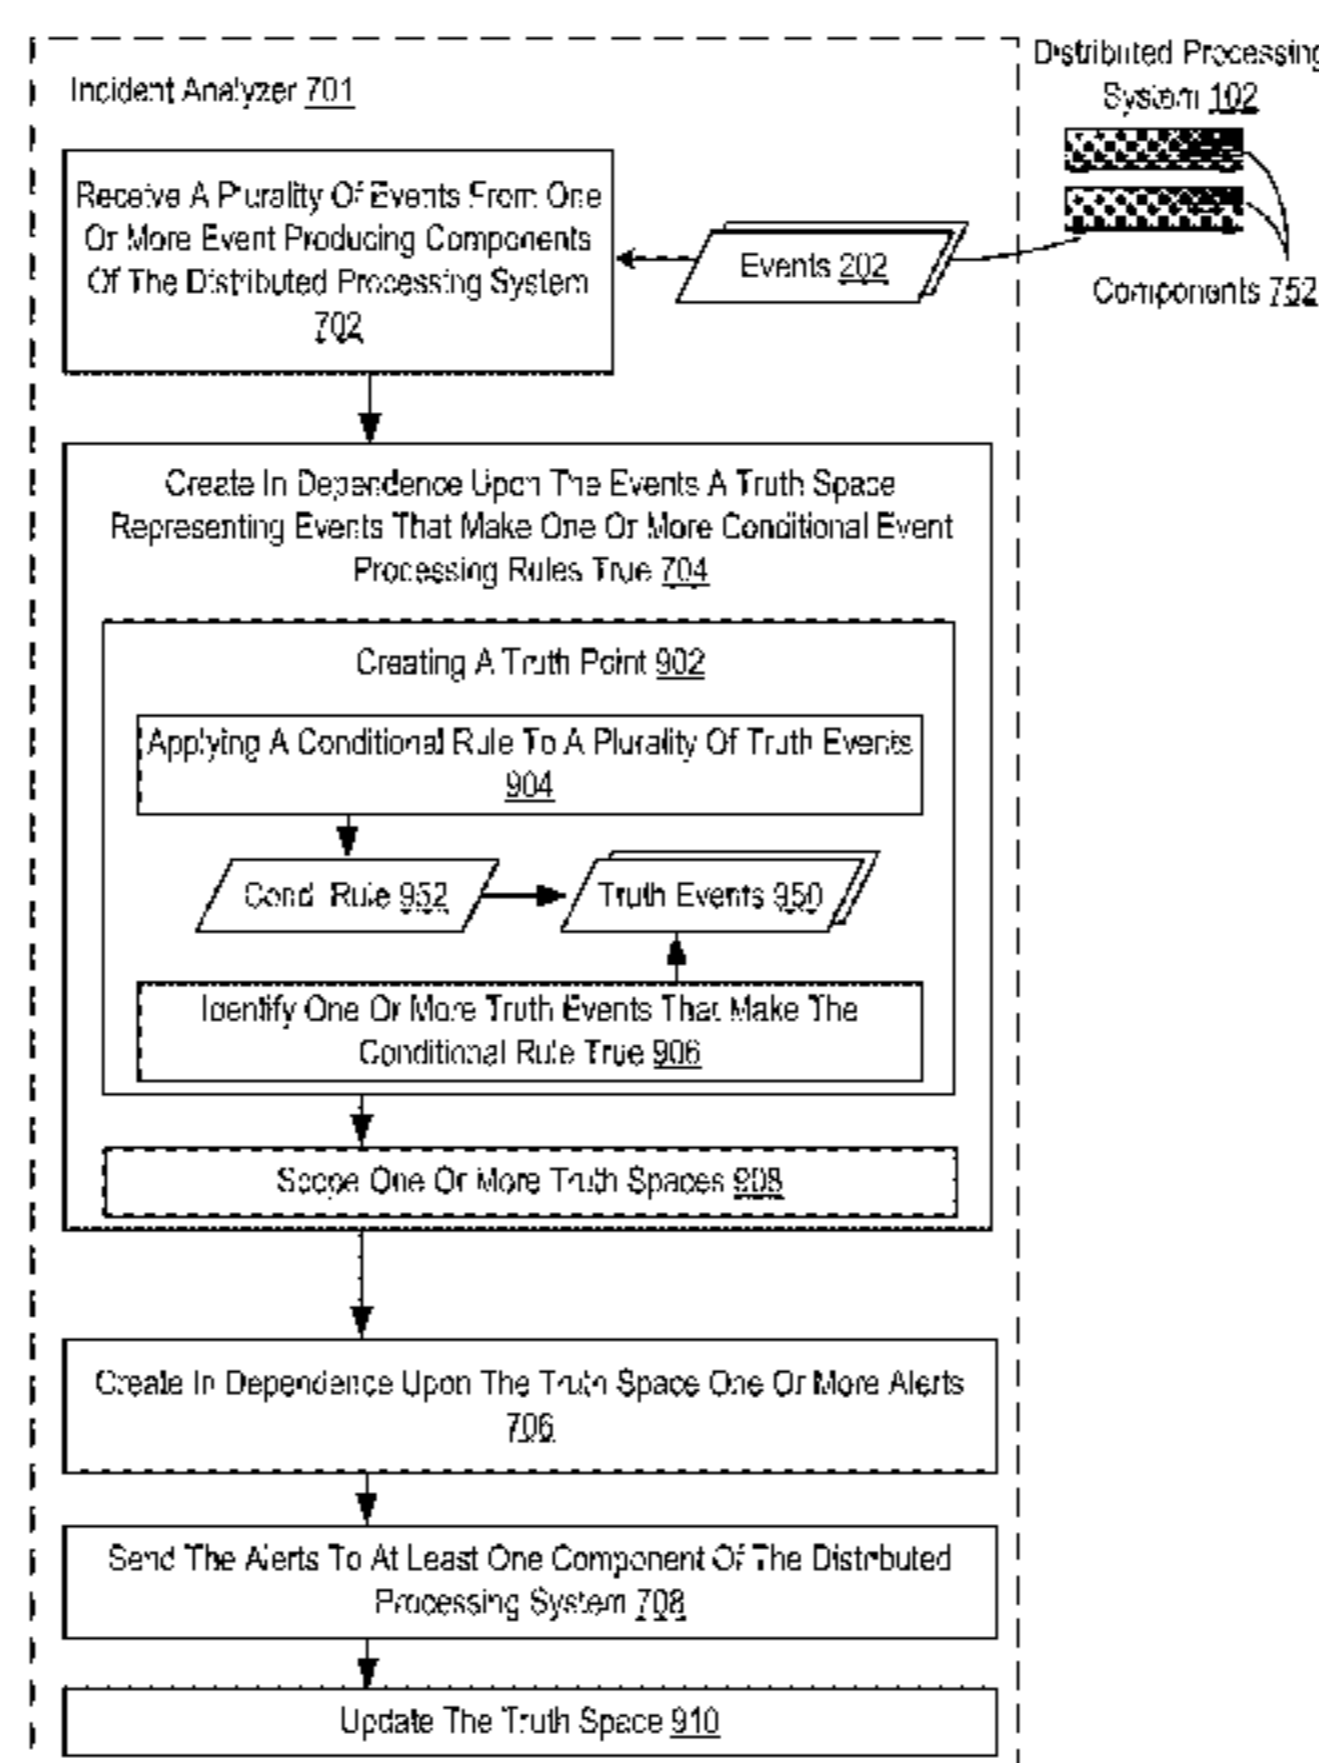 Distributed Processing
System 102
Incident Analyzer 701
Receive A Plurality Of Events From One
Or More Event Producing Components
Of The Distributed Processing System
702
Events 202
Components 752
Create In Dependence Upon The Events A Truth Space
Representing Events That Make One Or More Conditional Event
Processing Rules True 704
Creating A Truth Point 902
Applying A Conditional Rule To A Plurality Of Truth Events
904
Cond. Rule 952
Truth Events 950
Identify One Or More Truth Events That Make The
Conditional Rule True 906
Scope One Or More Truth Spaces 908
Create In Dependence Upon The Truth Space One Or More Alerts
706
Send The Alerts To At Least One Component Of The Distributed
Processing System 708
Update The Truth Space 910